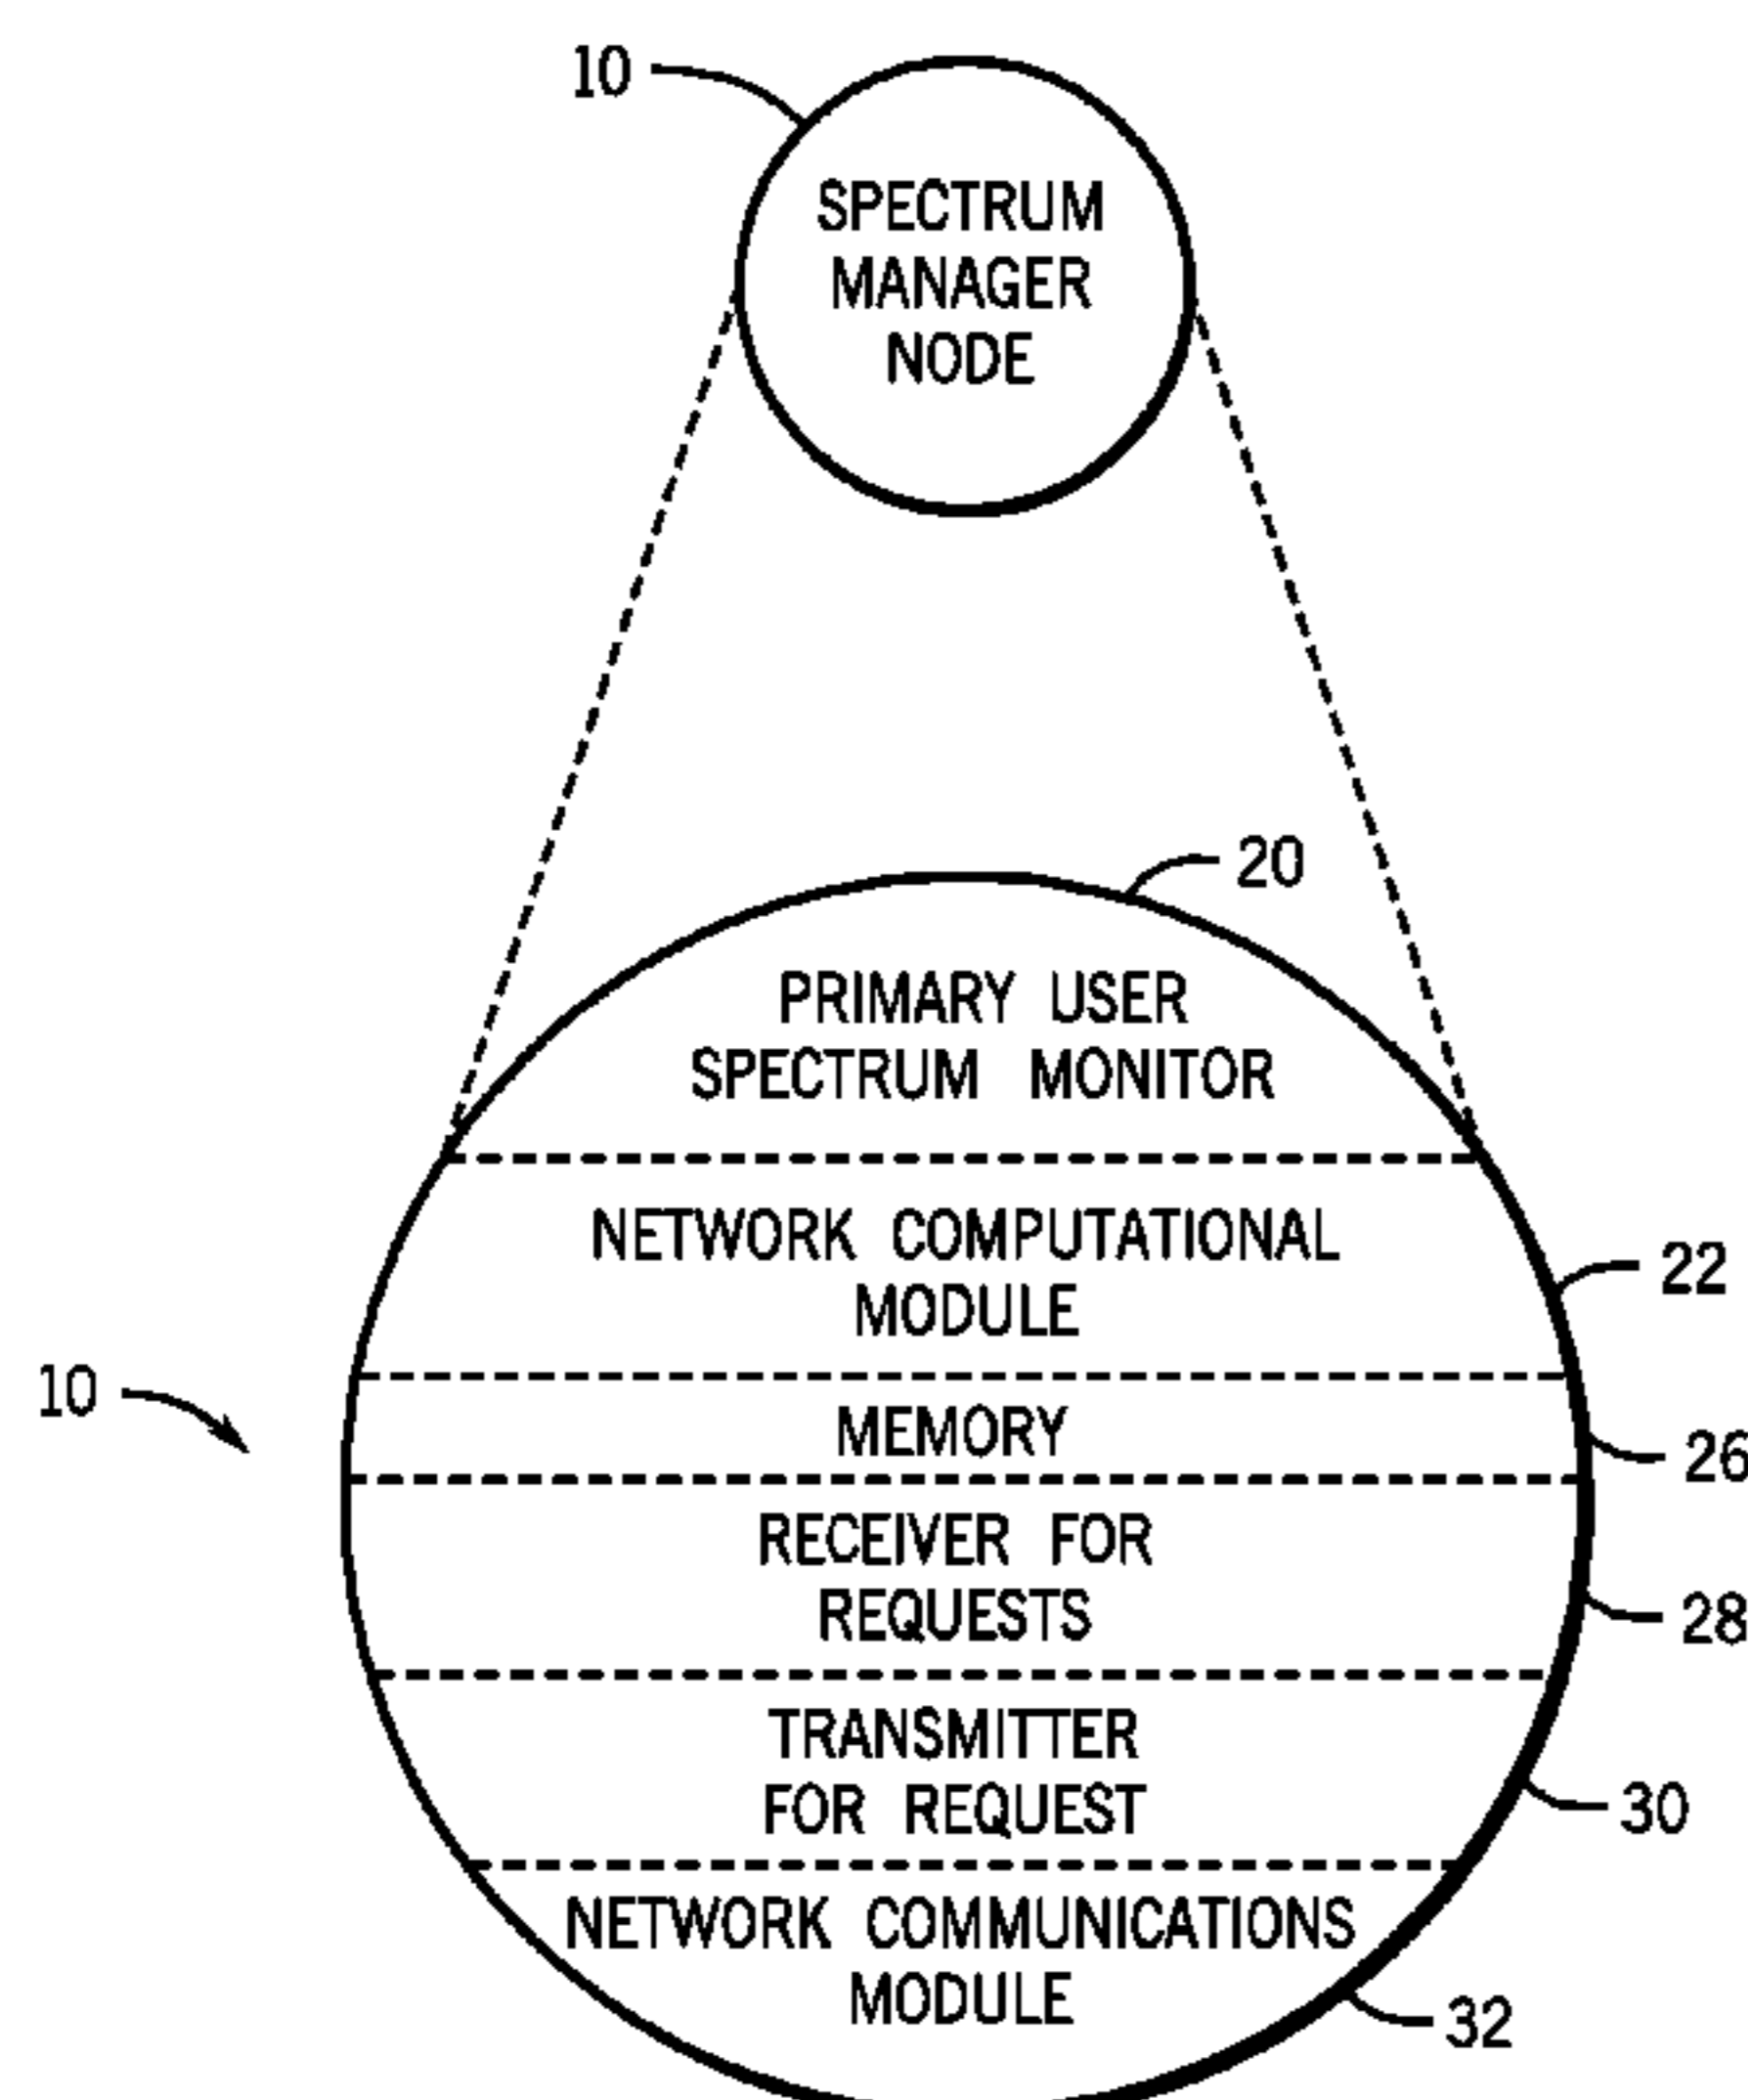 10
SPECTRUM
MANAGER
NODE
20
PRIMARY USER
SPECTRUM MONITOR
NETWORK COMPUTATIONAL
MODULE
22
10
MEMORY
26
RECEIVER FOR
REQUESTS
28
TRANSMITTER
FOR REQUEST
30
NETWORK COMMUNICATIONS
MODULE
32